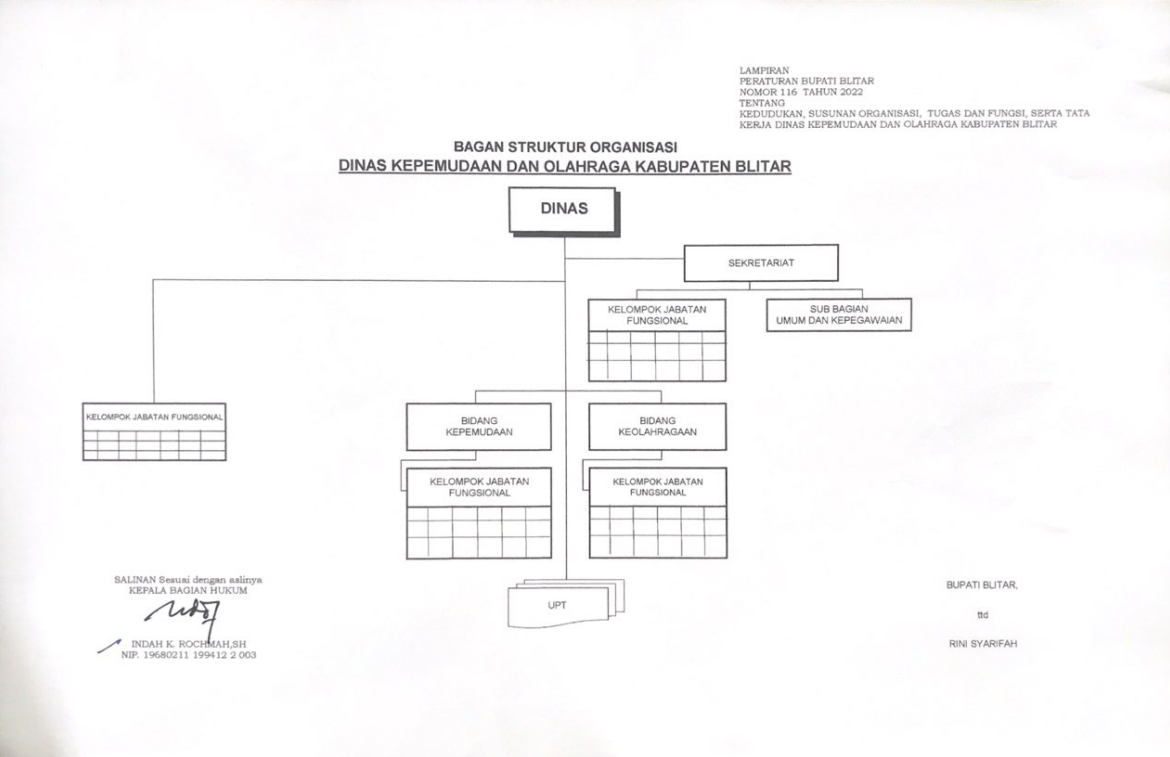 LAMPIRAN
PERATURAN BUPATI BLITAR
NOMOR 116 TAHUN 2022
TENTANG
KEDUDUKAN, SUSUNAN ORGANISASI, TUGAS DAN FUNGSI, SERTA TATA
KERJA DINAS KEPEMUDAAN DAN OLAHRAGA KABUPATEN BLITAR
BAGAN STRUKTUR ORGANISASI
DINAS KEPEMUDAAN DAN OLAHRAGA KABUPATEN BLITAR
DINAS
SEKRETARIAT
KELOMPOK JABATAN
FUNGSIONAL
SUB BAGIAN
UMUM DAN KEPEGAWAIAN
KELOMPOK JABATAN FUNGSIONAL
BIDANG
KEPEMUDAAN
BIDANG
KEOLAHRAGAAN
KELOMPOK JABATAN
FUNGSIONAL
KELOMPOK JABATAN
FUNGSIONAL
UPT
SALINAN Sesuai dengan aslinya
KEPALA BAGIAN HUKUM
INDAH K. ROCHMAH,SH
NIP. 19680211 199412 2 003
BUPATI BLITAR,
ttd
RINI SYARIFAH